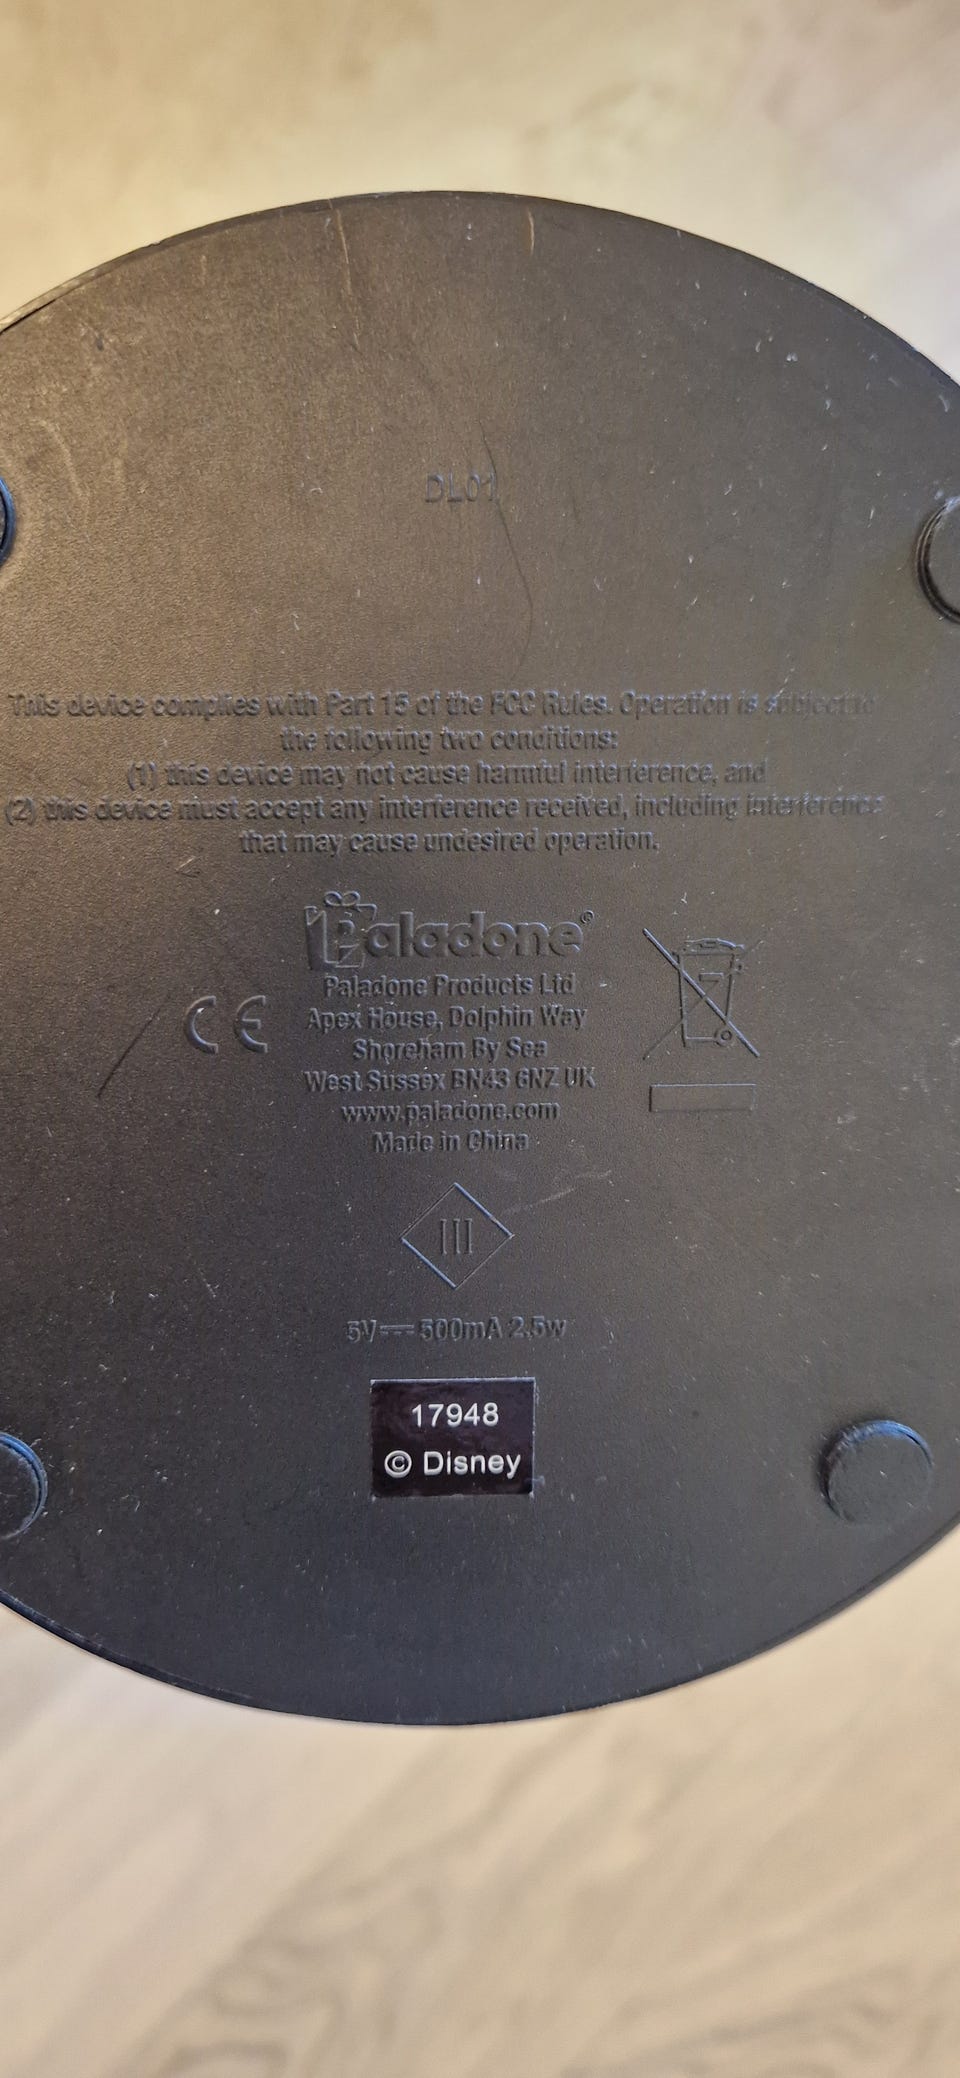 DL01
This device complies with Part 15 of the FCC Rules. Operation is subject to
the following two conditions:
(1) this device may not cause harmful interference, and
(2) this device must accept any interference received, including interference
that may cause undesired operation.
Paladone©
Paladone Products Ltd
Apex House, Dolphin Way
Shoreham By Sea
West Sussex BN43 6NZ UK
www.paladone.com
Made in China
CE
III
5V⎓500mA 2.5w
17948
© Disney